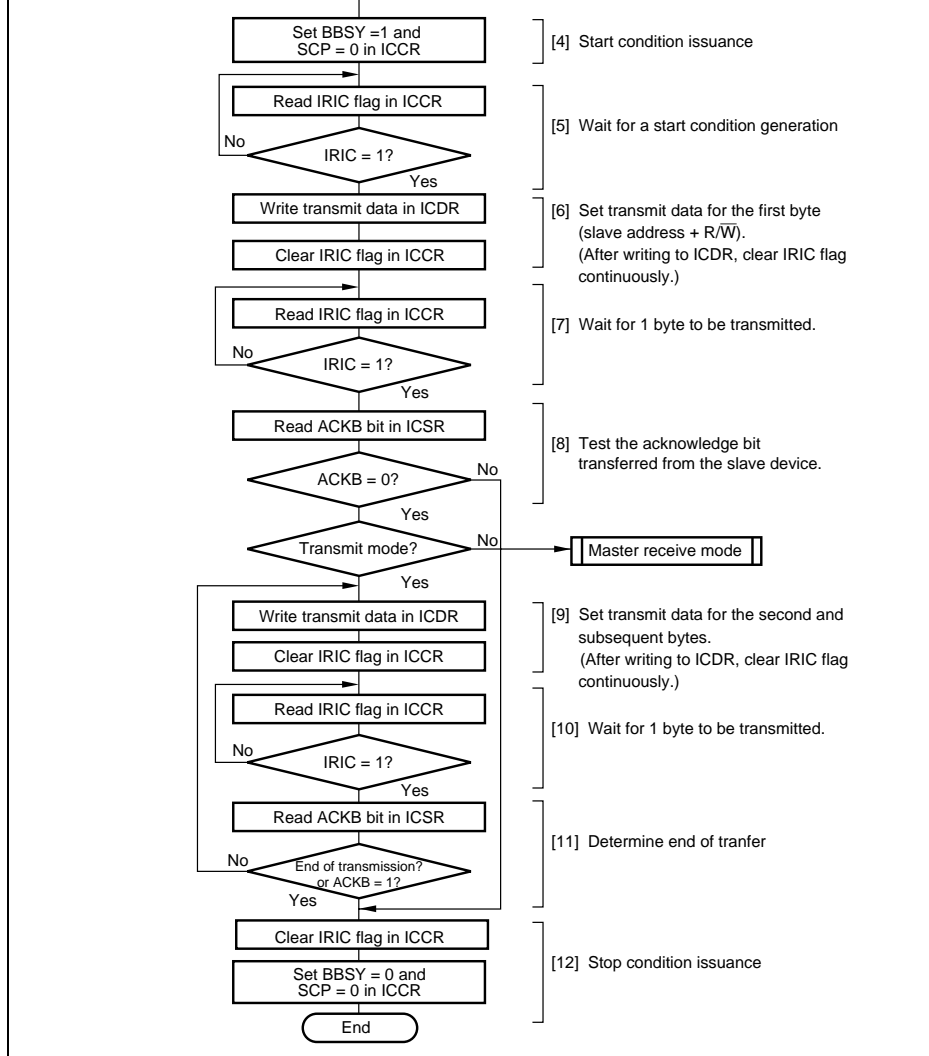 Set BBSY =1 and
SCP = 0 in ICCR
[4] Start condition issuance
Read IRIC flag in ICCR
[5] Wait for a start condition generation
No
IRIC = 1?
Yes
Write transmit data in ICDR
[6] Set transmit data for the first byte
(slave address + R/W̅).
(After writing to ICDR, clear IRIC flag
continuously.)
Clear IRIC flag in ICCR
Read IRIC flag in ICCR
[7] Wait for 1 byte to be transmitted.
No
IRIC = 1?
Yes
Read ACKB bit in ICSR
[8] Test the acknowledge bit
transferred from the slave device.
ACKB = 0?
No
Yes
Transmit mode?
No
Master receive mode
Yes
Write transmit data in ICDR
[9] Set transmit data for the second and
subsequent bytes.
(After writing to ICDR, clear IRIC flag
continuously.)
Clear IRIC flag in ICCR
Read IRIC flag in ICCR
[10] Wait for 1 byte to be transmitted.
No
IRIC = 1?
Yes
Read ACKB bit in ICSR
[11] Determine end of tranfer
No
End of transmission?
or ACKB = 1?
Yes
Clear IRIC flag in ICCR
[12] Stop condition issuance
Set BBSY = 0 and
SCP = 0 in ICCR
End